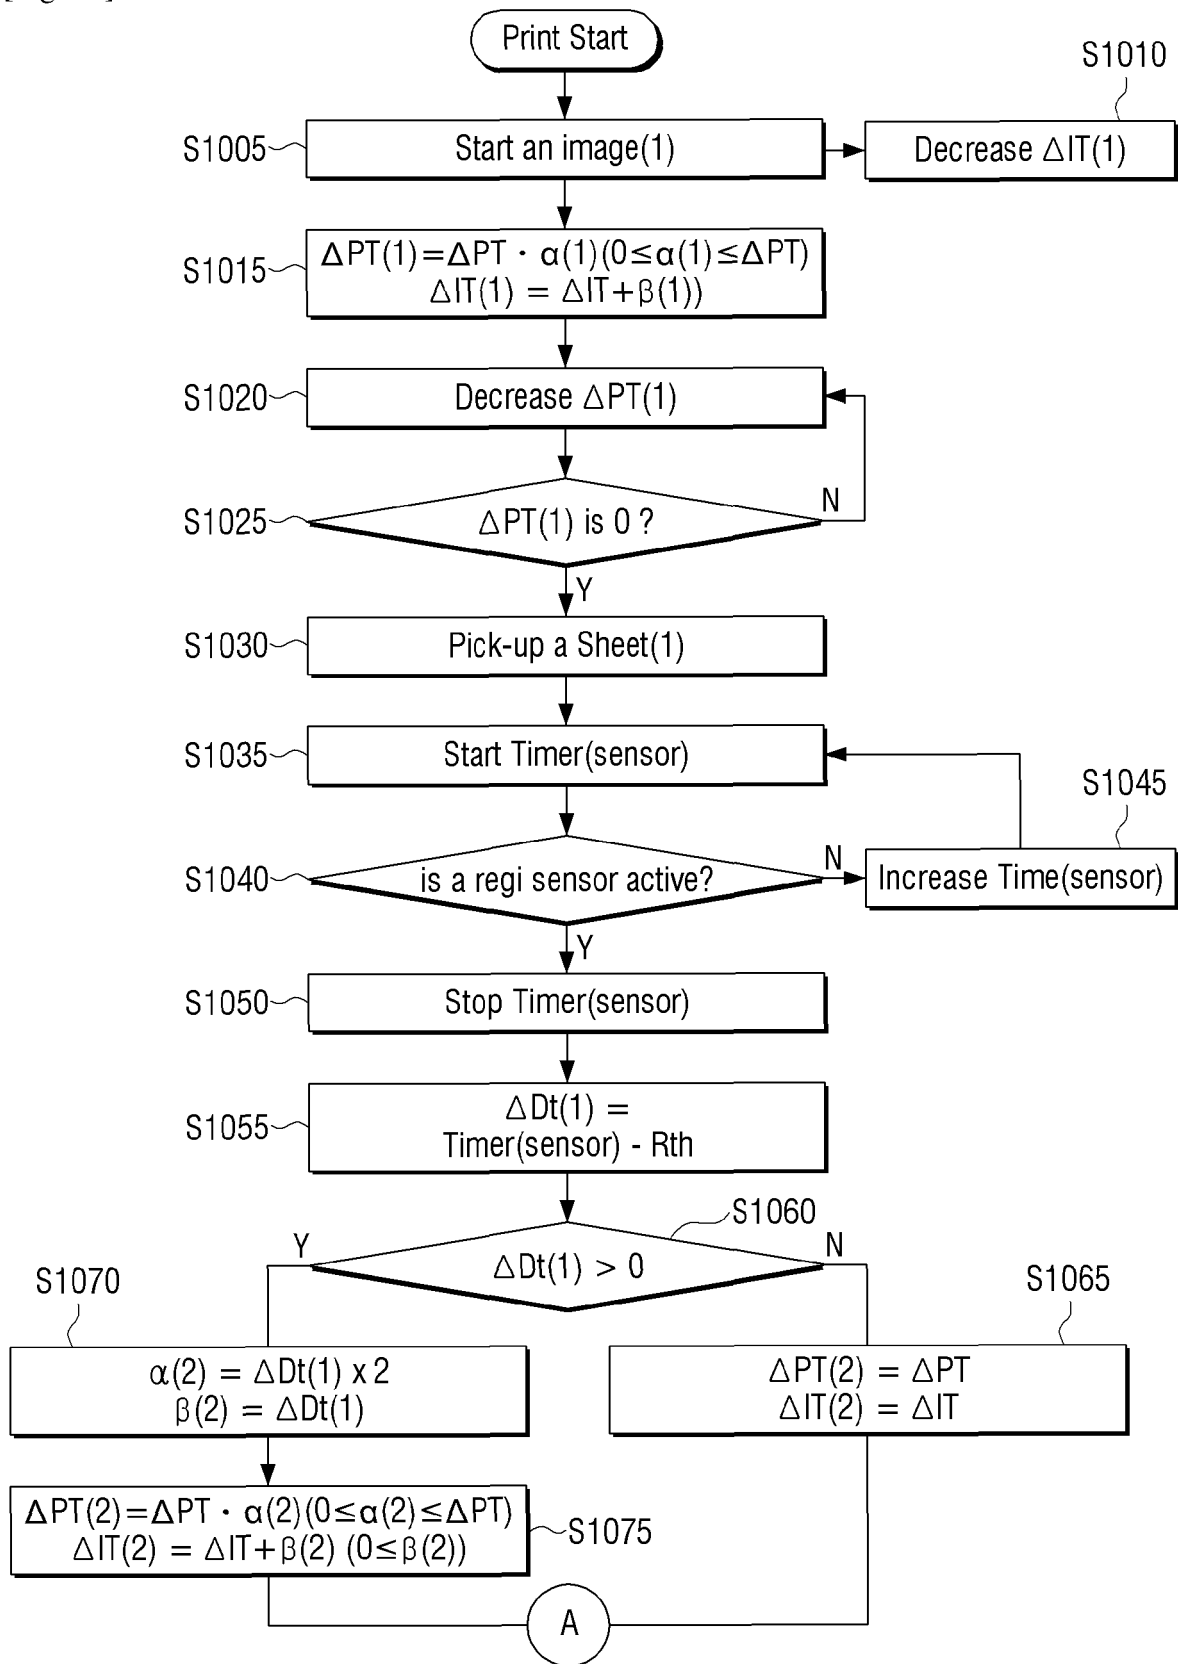 Print Start
S1010
S1005
Start an image(1)
Decrease ΔIT(1)
S1015
ΔPT(1)=ΔPT · α(1)(0≤α(1)≤ΔPT)
ΔIT(1) = ΔIT+β(1))
S1020
Decrease ΔPT(1)
N
S1025
ΔPT(1) is 0 ?
Y
S1030
Pick-up a Sheet(1)
S1035
Start Timer(sensor)
S1045
S1040
is a regi sensor active?
N
Increase Time(sensor)
Y
S1050
Stop Timer(sensor)
S1055
ΔDt(1) =
Timer(sensor) - Rth
S1060
Y
ΔDt(1) > 0
N
S1070
S1065
α(2) = ΔDt(1) x 2
β(2) = ΔDt(1)
ΔPT(2) = ΔPT
ΔIT(2) = ΔIT
ΔPT(2)=ΔPT · α(2)(0≤α(2)≤ΔPT)
ΔIT(2) = ΔIT+β(2) (0≤β(2))
S1075
A